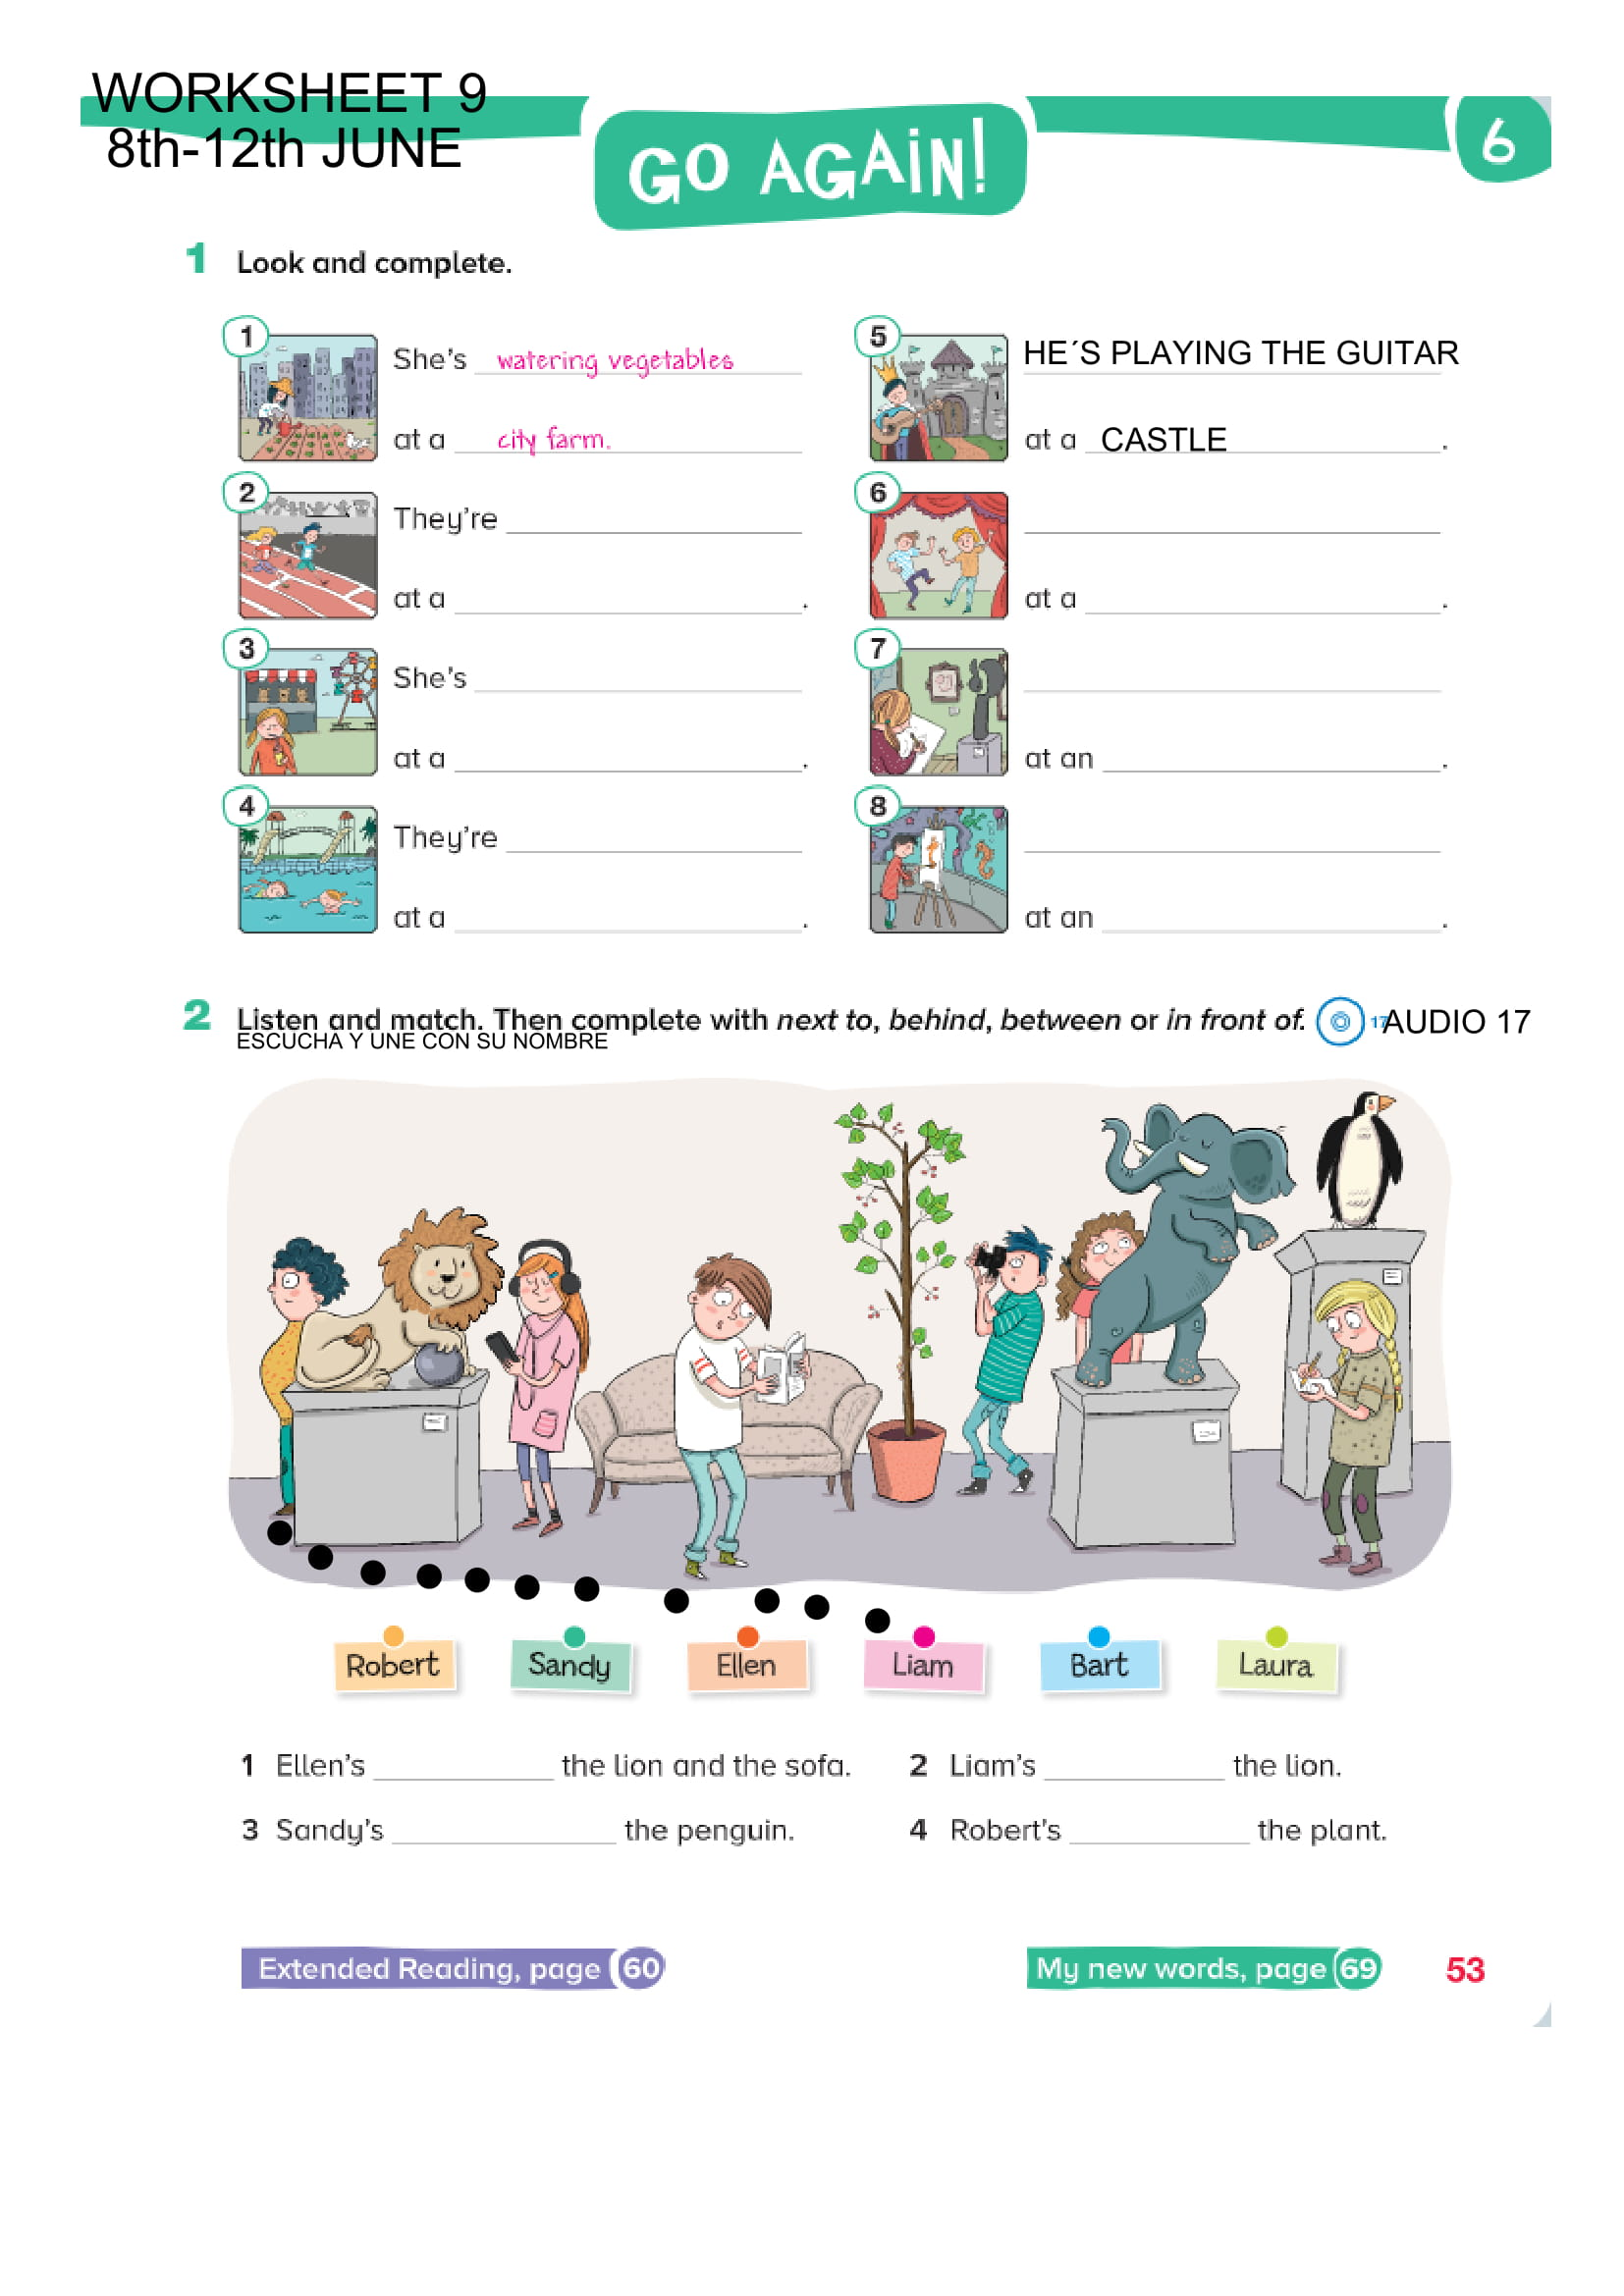 WORKSHEET 9
8th-12th JUNE
GO AGAIN!
6
1 Look and complete.
1 She's watering vegetables
at a city farm.
2 They're
at a .
3 She's
at a .
4 They're
at a .
5 HE´S PLAYING THE GUITAR
at a CASTLE .
6
at a .
7
at an .
8
at an .
2 Listen and match. Then complete with next to, behind, between or in front of. 17 AUDIO 17
ESCUCHA Y UNE CON SU NOMBRE
Robert Sandy Ellen Liam Bart Laura
1 Ellen's the lion and the sofa. 2 Liam's the lion.
3 Sandy's the penguin. 4 Robert's the plant.
Extended Reading, page 60 My new words, page 69 53